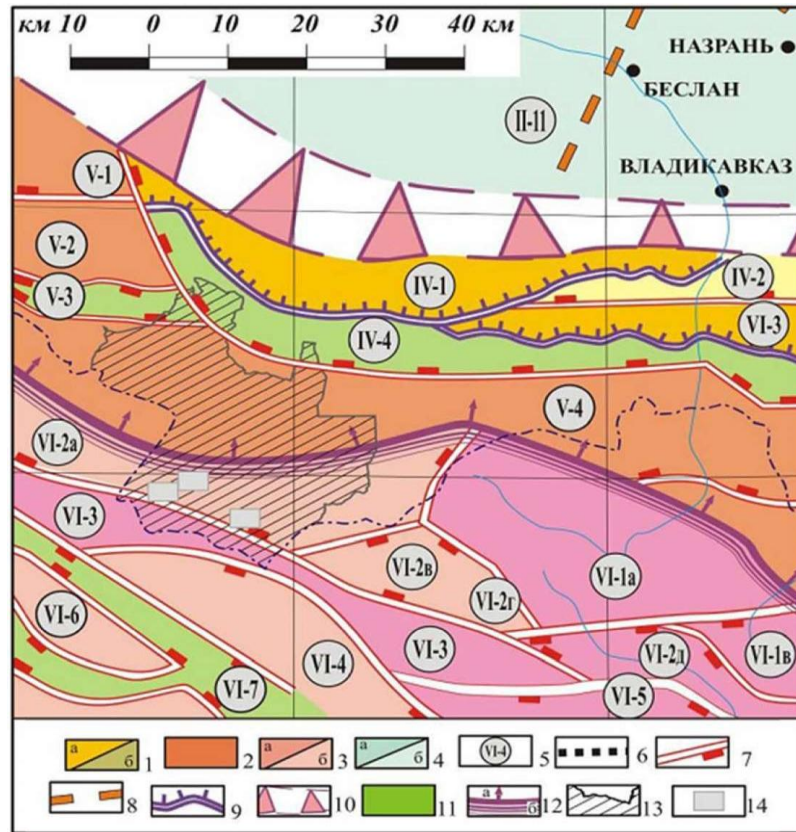 км 10 0 10 20 30 40 км
НАЗРАНЬ
БЕСЛАН
II-11
ВЛАДИКАВКАЗ
V-1
V-2
IV-1
IV-2
V-3
VI-3
IV-4
V-4
VI-2а
VI-3
VI-2в
VI-1а
VI-2г
VI-6
VI-4
VI-3
VI-2д
VI-1в
VI-7
VI-5
а б 1 2 а б 3 а б 4 VI-4 5 6 7
8 9 10 11 а б 12 13 14